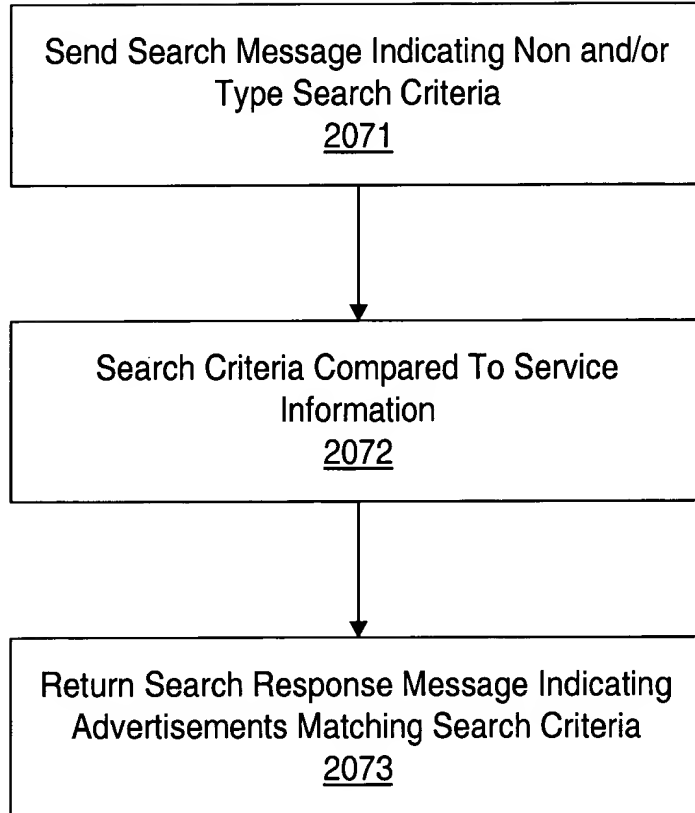 Send Search Message Indicating Non and/or
Type Search Criteria
2071
Search Criteria Compared To Service
Information
2072
Return Search Response Message Indicating
Advertisements Matching Search Criteria
2073